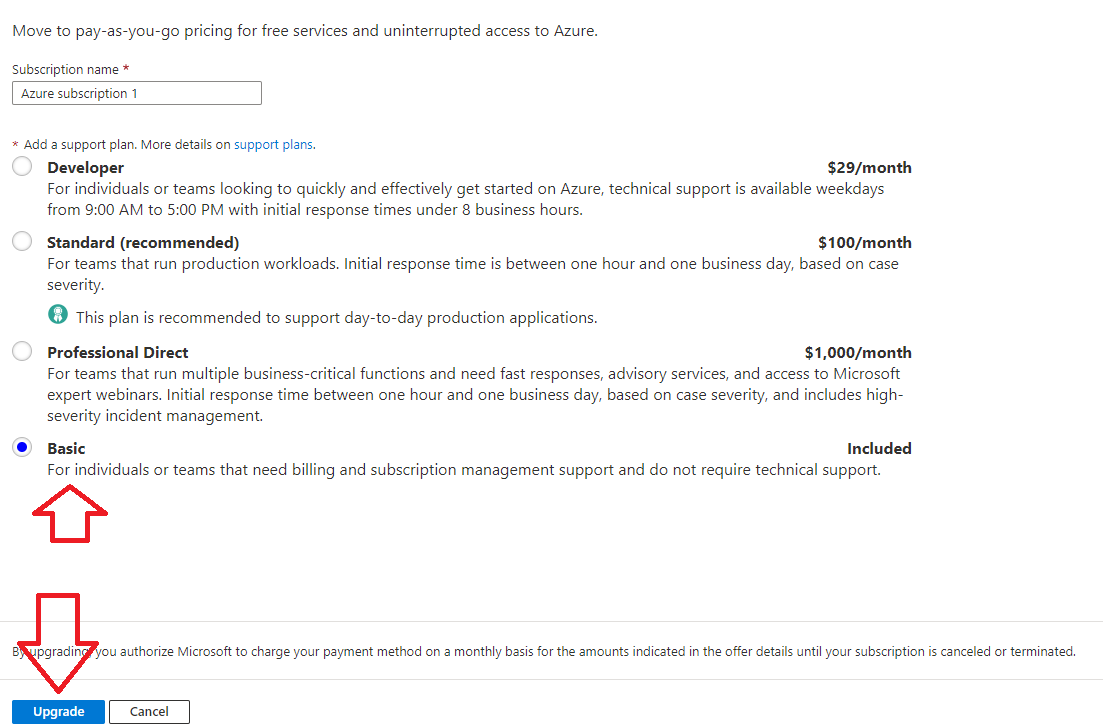 Move to pay-as-you-go pricing for free services and uninterrupted access to Azure.
Subscription name *
Azure subscription 1
* Add a support plan. More details on support plans.
Developer $29/month
For individuals or teams looking to quickly and effectively get started on Azure, technical support is available weekdays
from 9:00 AM to 5:00 PM with initial response times under 8 business hours.
Standard (recommended) $100/month
For teams that run production workloads. Initial response time is between one hour and one business day, based on case
severity.
This plan is recommended to support day-to-day production applications.
Professional Direct $1,000/month
For teams that run multiple business-critical functions and need fast responses, advisory services, and access to Microsoft
expert webinars. Initial response time between one hour and one business day, based on case severity, and includes high-
severity incident management.
Basic Included
For individuals or teams that need billing and subscription management support and do not require technical support.
By upgrading you authorize Microsoft to charge your payment method on a monthly basis for the amounts indicated in the offer details until your subscription is canceled or terminated.
Upgrade Cancel